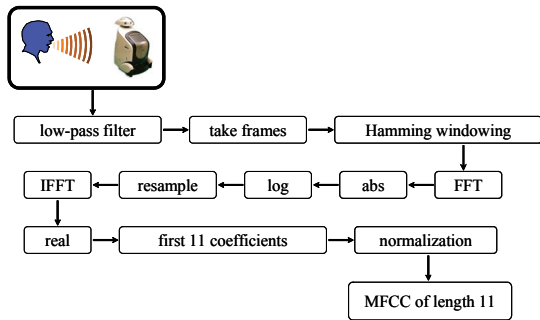 low-pass filter
take frames
Hamming windowing
IFFT
resample
log
abs
FFT
real
first 11 coefficients
normalization
MFCC of length 11